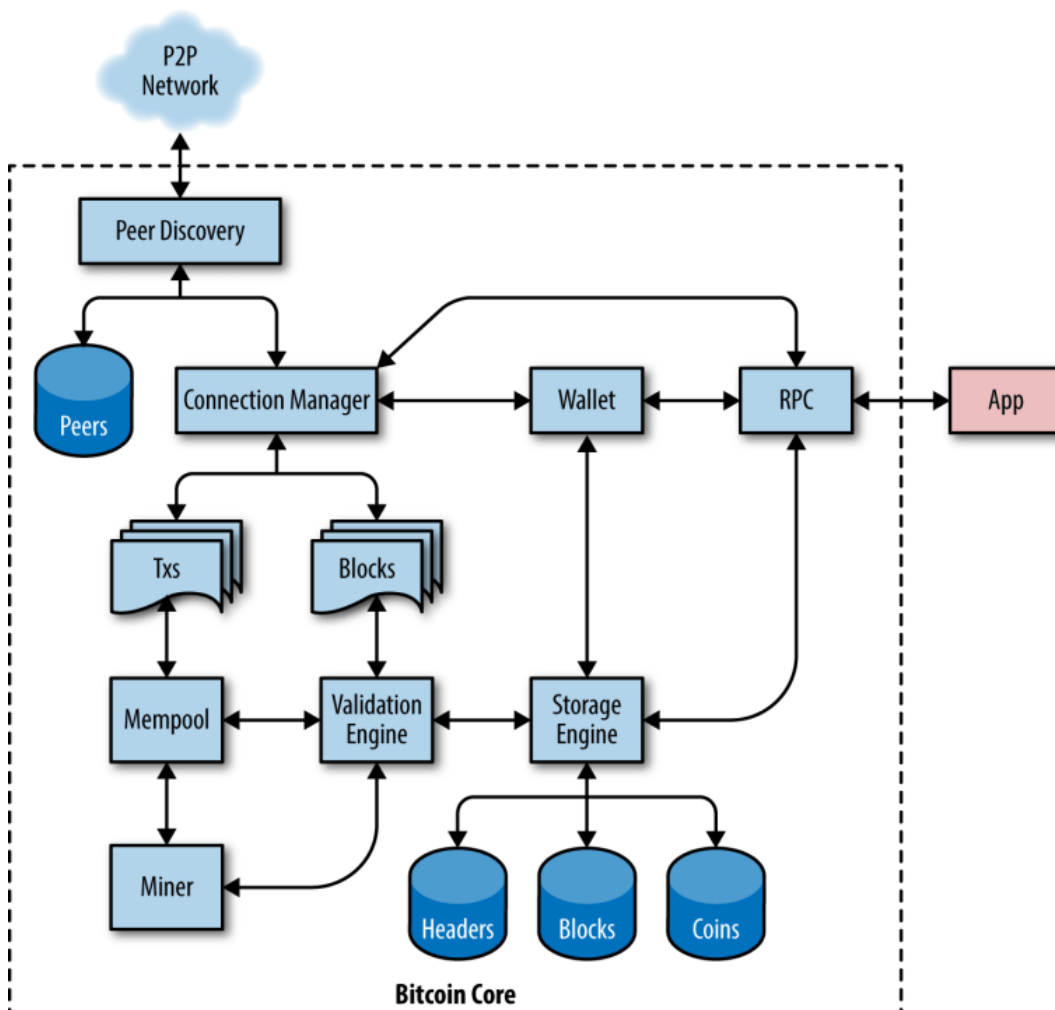 P2P
Network
Peer Discovery
Peers
Connection Manager
Wallet
RPC
App
Txs
Blocks
Mempool
Validation
Engine
Storage
Engine
Miner
Headers
Blocks
Coins
Bitcoin Core